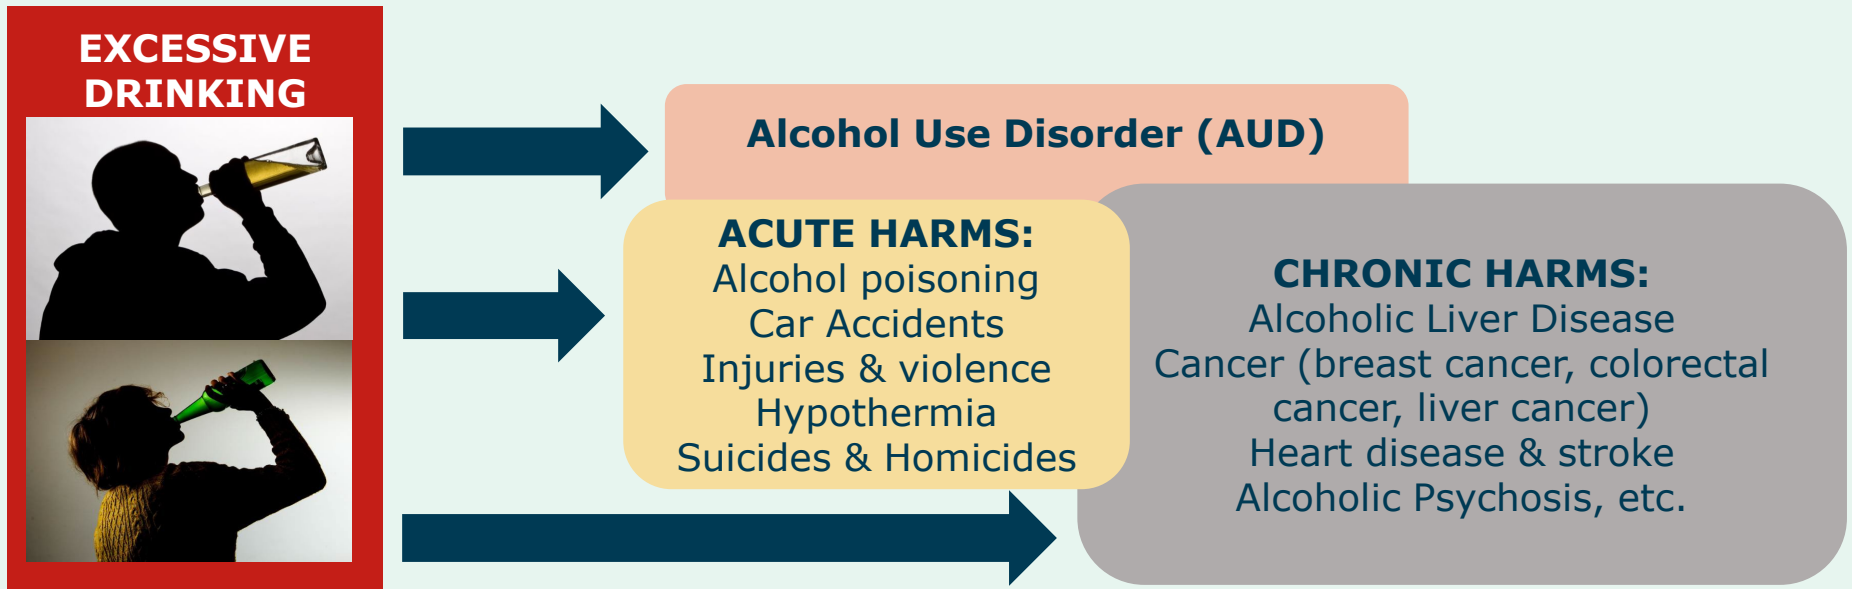 EXCESSIVE
DRINKING
Alcohol Use Disorder (AUD)
ACUTE HARMS:
Alcohol poisoning
Car Accidents
Injuries & violence
Hypothermia
Suicides & Homicides
CHRONIC HARMS:
Alcoholic Liver Disease
Cancer (breast cancer, colorectal
cancer, liver cancer)
Heart disease & stroke
Alcoholic Psychosis, etc.